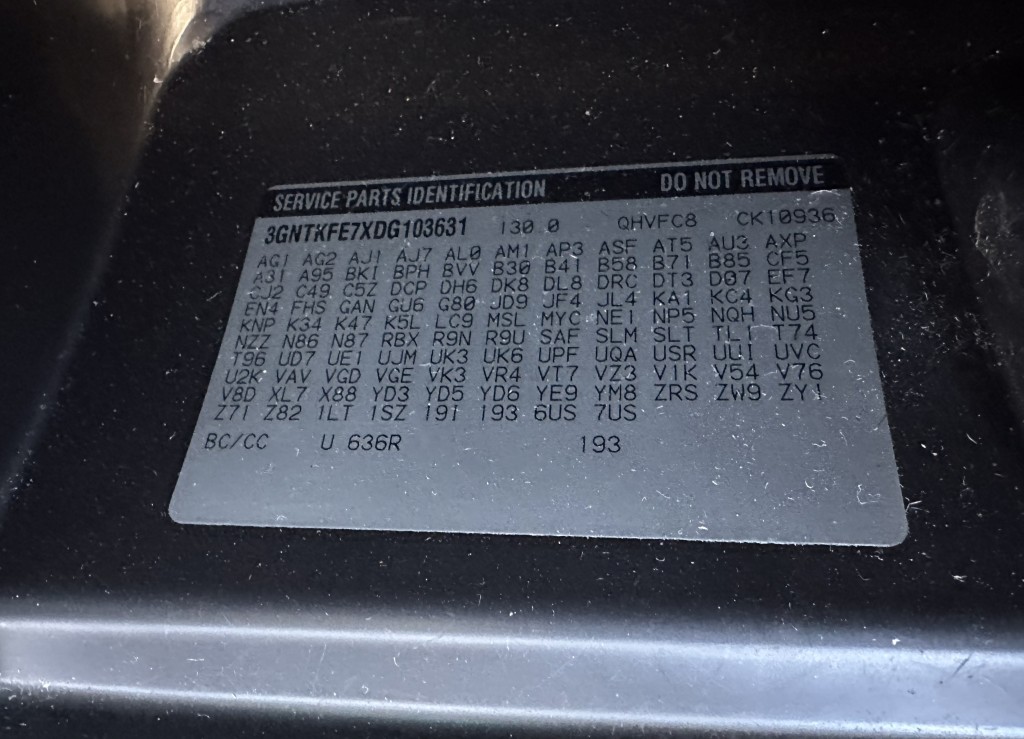 SERVICE PARTS IDENTIFICATION DO NOT REMOVE
3GNTKFE7XDG103631 130.0 QHVFC8 CK10936
AG1 AG2 AJ1 AJ7 AL0 AM1 AP3 ASF AT5 AU3 AXP
A31 A95 BK1 BPH BVV B30 B41 B58 B71 B85 CF5
CJ2 C49 C5Z DCP DH6 DK8 DL8 DRC DT3 D07 EF7
EN4 FHS GAN GU6 G80 JD9 JF4 JL4 KA1 KC4 KG3
KNP K34 K47 K5L LC9 MSL MYC NE1 NP5 NQH NU5
NZZ N86 N87 RBX R9N R9U SAF SLM SLT TL1 T74
T96 UD7 UE1 UJM UK3 UK6 UPF UQA USR UU1 UVC
U2K VAV VGD VGE VK3 VR4 VT7 VZ3 V1K V54 V76
V8D XL7 X88 YD3 YD5 YD6 YE9 YM8 ZRS ZW9 ZY1
Z71 Z82 1LT 1SZ 191 193 6US 7US
BC/CC U 636R 193